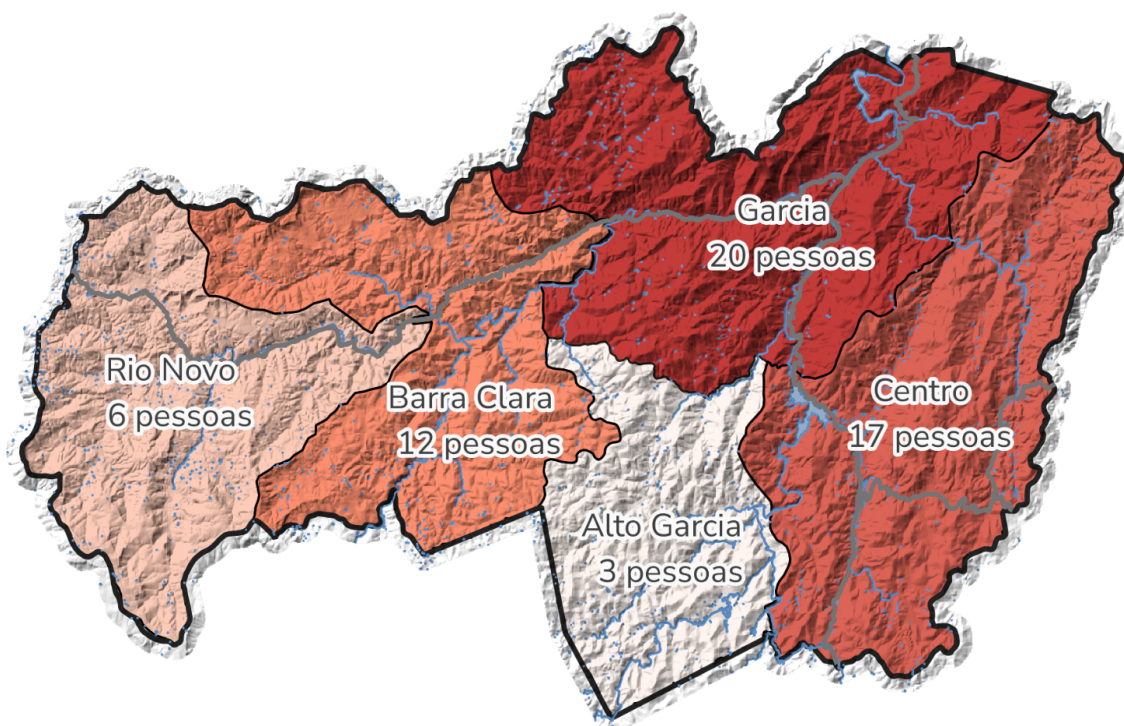 Garcia
20 pessoas
Rio Novo
6 pessoas
Barra Clara
12 pessoas
Centro
17 pessoas
Alto Garcia
3 pessoas